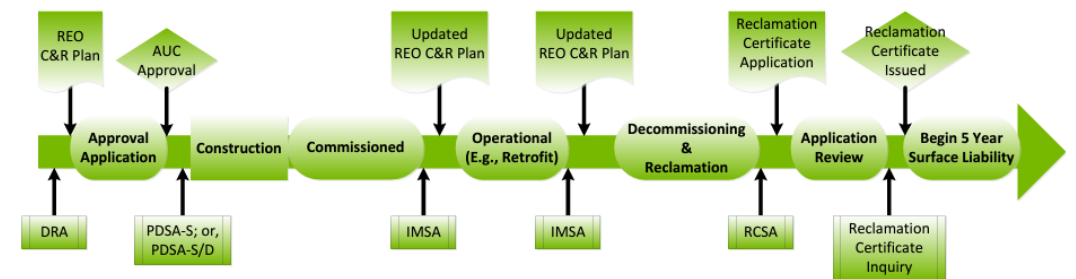 REO
C&R Plan
AUC
Approval
Updated
REO C&R Plan
Updated
REO C&R Plan
Reclamation
Certificate
Application
Reclamation
Certificate
Issued
Approval
Application
Construction
Commissioned
Operational
(E.g., Retrofit)
Decommissioning
&
Reclamation
Application
Review
Begin 5 Year
Surface Liability
DRA
PDSA-S; or,
PDSA-S/D
IMSA
IMSA
RCSA
Reclamation
Certificate
Inquiry